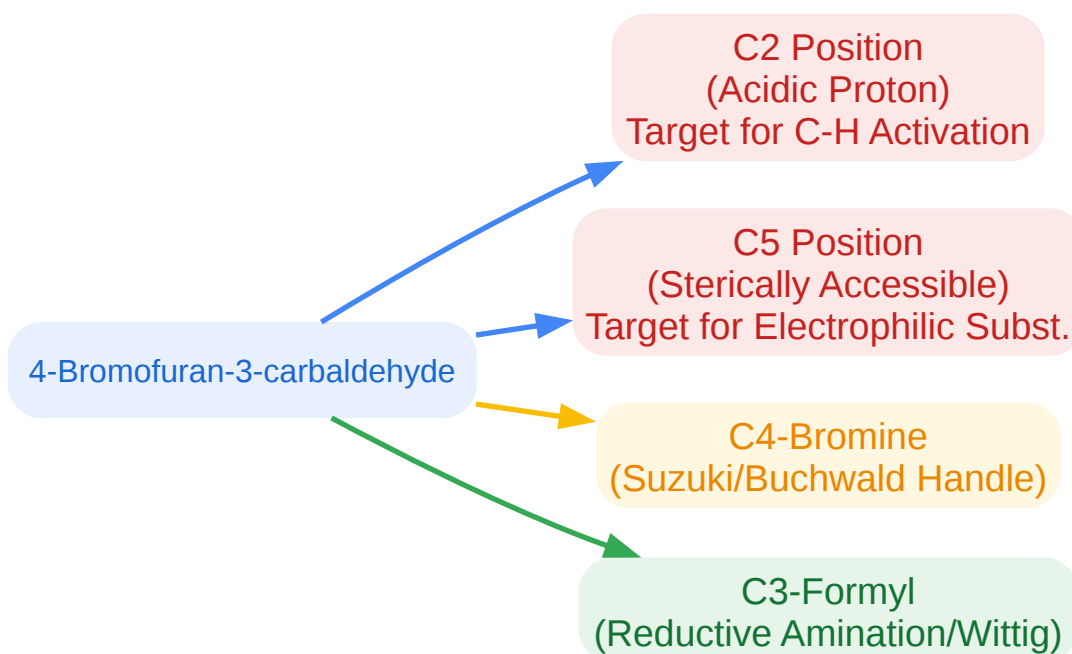 C2 Position
(Acidic Proton)
Target for C-H Activation
C5 Position
(Sterically Accessible)
Target for Electrophilic Subst.
4-Bromofuran-3-carbaldehyde
C4-Bromine
(Suzuki/Buchwald Handle)
C3-Formyl
(Reductive Amination/Wittig)